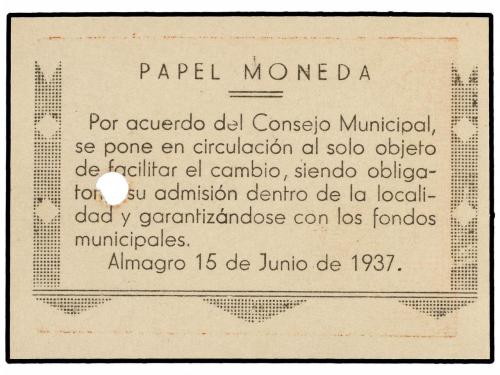 PAPEL MONEDA
Por acuerdo del Consejo Municipal,
se pone en circulación al solo objeto
de facilitar el cambio, siendo obliga-
toria su admisión dentro de la locali-
dad y garantizándose con los fondos
municipales.
Almagro 15 de Junio de 1937.